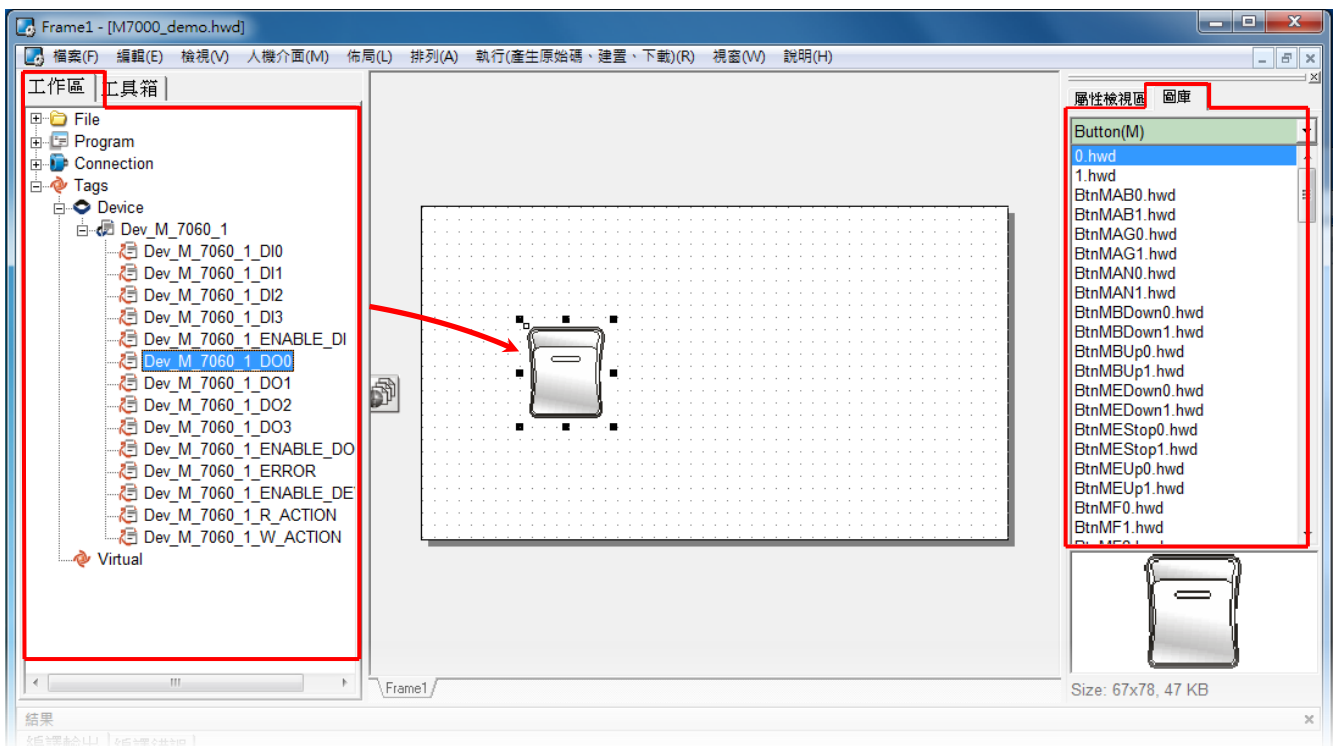 Frame1 - [M7000_demo.hwd]
檔案(F) 編輯(E) 檢視(V) 人機介面(M) 佈局(L) 排列(A) 執行(產生原始碼、建置、下載)(R) 視窗(W) 說明(H)
工作區 工具箱
File
Program
Connection
Tags
Device
Dev_M_7060_1
Dev_M_7060_1_DI0
Dev_M_7060_1_DI1
Dev_M_7060_1_DI2
Dev_M_7060_1_DI3
Dev_M_7060_1_ENABLE_DI
Dev_M_7060_1_DO0
Dev_M_7060_1_DO1
Dev_M_7060_1_DO2
Dev_M_7060_1_DO3
Dev_M_7060_1_ENABLE_DO
Dev_M_7060_1_ERROR
Dev_M_7060_1_ENABLE_DE
Dev_M_7060_1_R_ACTION
Dev_M_7060_1_W_ACTION
Virtual
Frame1
屬性檢視區 圖庫
Button(M)
0.hwd
1.hwd
BtnMAB0.hwd
BtnMAB1.hwd
BtnMAG0.hwd
BtnMAG1.hwd
BtnMAN0.hwd
BtnMAN1.hwd
BtnMBDown0.hwd
BtnMBDown1.hwd
BtnMBUp0.hwd
BtnMBUp1.hwd
BtnMEDown0.hwd
BtnMEDown1.hwd
BtnMEStop0.hwd
BtnMEStop1.hwd
BtnMEUp0.hwd
BtnMEUp1.hwd
BtnMF0.hwd
BtnMF1.hwd
Size: 67x78, 47 KB
結果